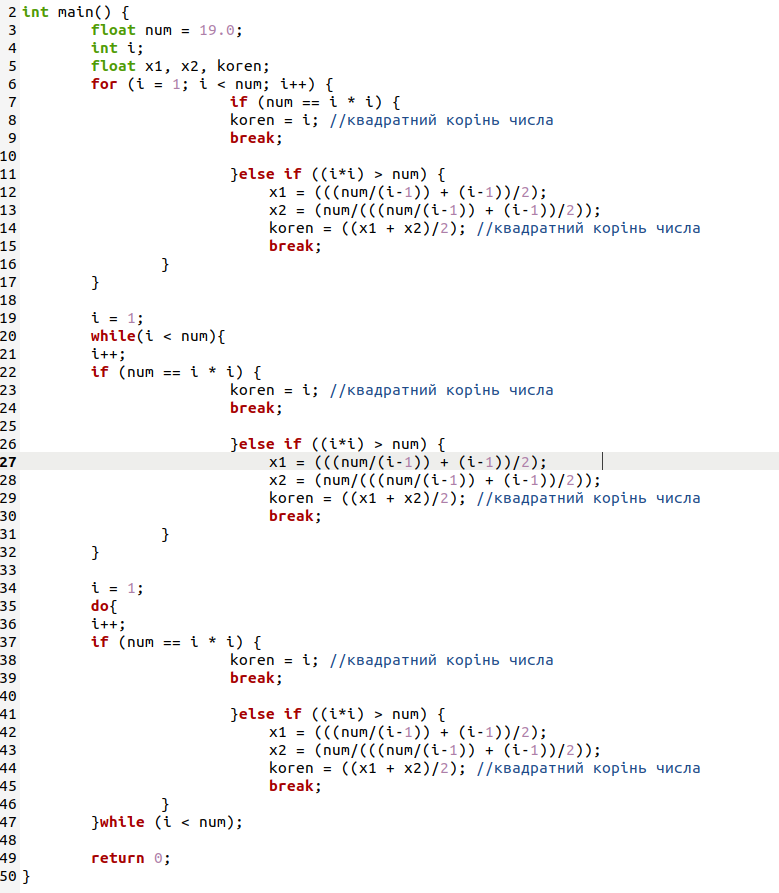 2 int main() {
3 float num = 19.0;
4 int i;
5 float x1, x2, koren;
6 for (i = 1; i < num; i++) {
7 if (num == i * i) {
8 koren = i; //квадратний корінь числа
9 break;
10
11 }else if ((i*i) > num) {
12 x1 = (((num/(i-1)) + (i-1))/2);
13 x2 = (num/(((num/(i-1)) + (i-1))/2));
14 koren = ((x1 + x2)/2); //квадратний корінь числа
15 break;
16 }
17 }
18
19 i = 1;
20 while(i < num){
21 i++;
22 if (num == i * i) {
23 koren = i; //квадратний корінь числа
24 break;
25
26 }else if ((i*i) > num) {
27 x1 = (((num/(i-1)) + (i-1))/2);
28 x2 = (num/(((num/(i-1)) + (i-1))/2));
29 koren = ((x1 + x2)/2); //квадратний корінь числа
30 break;
31 }
32 }
33
34 i = 1;
35 do{
36 i++;
37 if (num == i * i) {
38 koren = i; //квадратний корінь числа
39 break;
40
41 }else if ((i*i) > num) {
42 x1 = (((num/(i-1)) + (i-1))/2);
43 x2 = (num/(((num/(i-1)) + (i-1))/2));
44 koren = ((x1 + x2)/2); //квадратний корінь числа
45 break;
46 }
47 }while (i < num);
48
49 return 0;
50 }